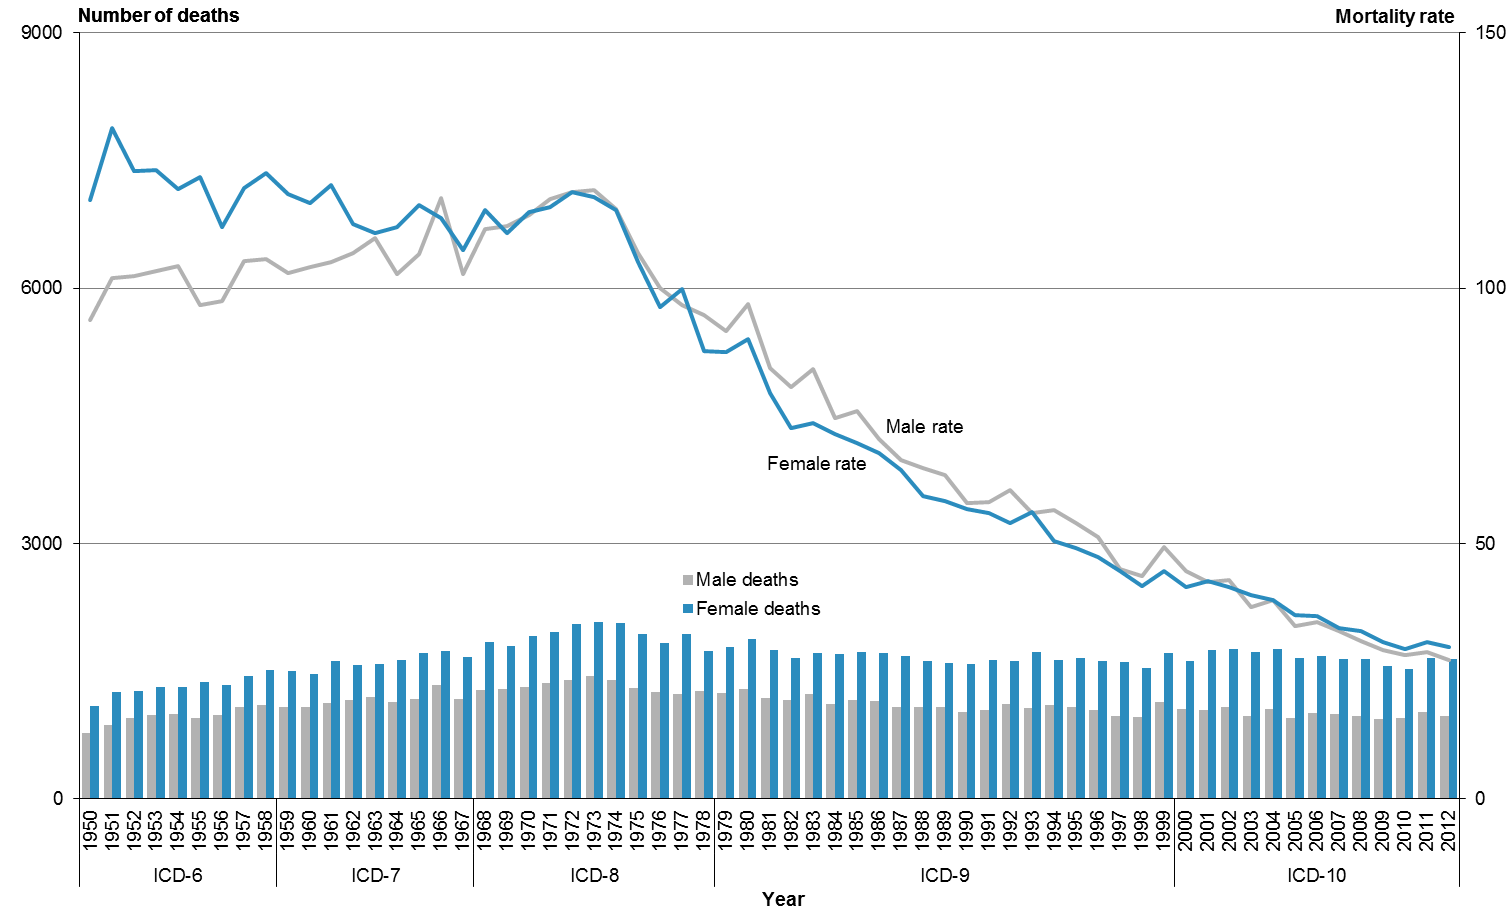 Number of deaths
Mortality rate
9000
150
6000
100
Male rate
Female rate
3000
50
Male deaths
Female deaths
0
0
1950 1951 1952 1953 1954 1955 1956 1957 1958 1959 1960 1961 1962 1963 1964 1965 1966 1967 1968 1969 1970 1971 1972 1973 1974 1975 1976 1977 1978 1979 1980 1981 1982 1983 1984 1985 1986 1987 1988 1989 1990 1991 1992 1993 1994 1995 1996 1997 1998 1999 2000 2001 2002 2003 2004 2005 2006 2007 2008 2009 2010 2011 2012
ICD-6 ICD-7 ICD-8 ICD-9 ICD-10
Year